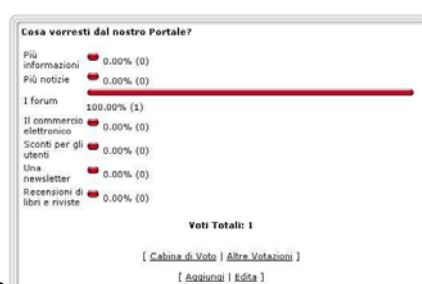 Cosa vorresti dal nostro Portale?
Più
informazioni 0.00% (0)
Più notizie 0.00% (0)
I forum
100.00% (1)
Il commercio
elettronico 0.00% (0)
Sconti per gli
utenti 0.00% (0)
Una
newsletter 0.00% (0)
Recensioni di
libri e riviste 0.00% (0)
Voti Totali: 1
[ Cabina di Voto | Altre Votazioni ]
[ Aggiungi | Edita ]